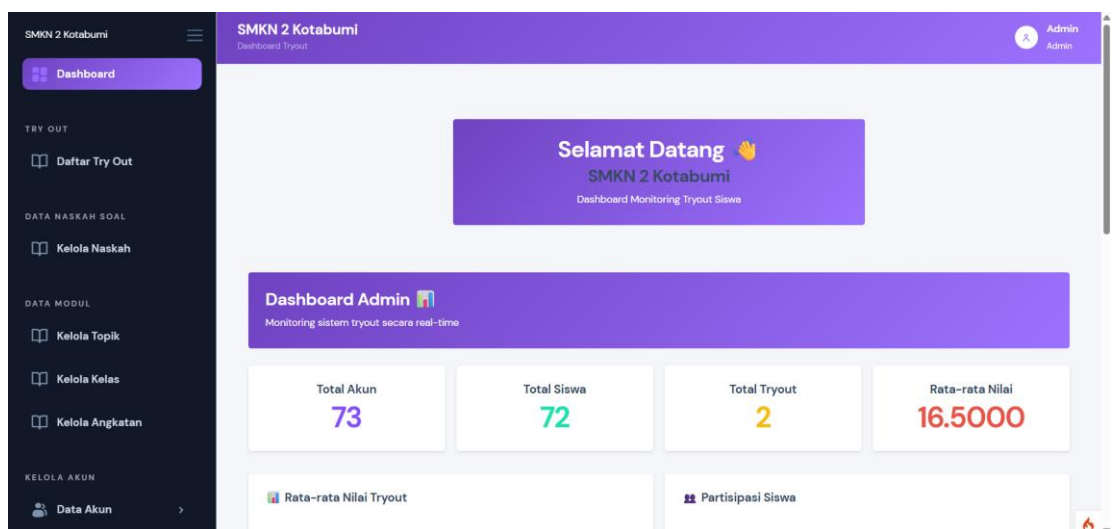 SMKN 2 Kotabumi
Dashboard
TRY OUT
Daftar Try Out
DATA NASKAH SOAL
Kelola Naskah
DATA MODUL
Kelola Topik
Kelola Kelas
Kelola Angkatan
KELOLA AKUN
Data Akun
SMKN 2 Kotabumi
Dashboard Tryout
Admin
Admin
Selamat Datang 👋
SMKN 2 Kotabumi
Dashboard Monitoring Tryout Siswa
Dashboard Admin 📊
Monitoring sistem tryout secara real-time
Total Akun
73
Total Siswa
72
Total Tryout
2
Rata-rata Nilai
16.5000
📊 Rata-rata Nilai Tryout
👥 Partisipasi Siswa